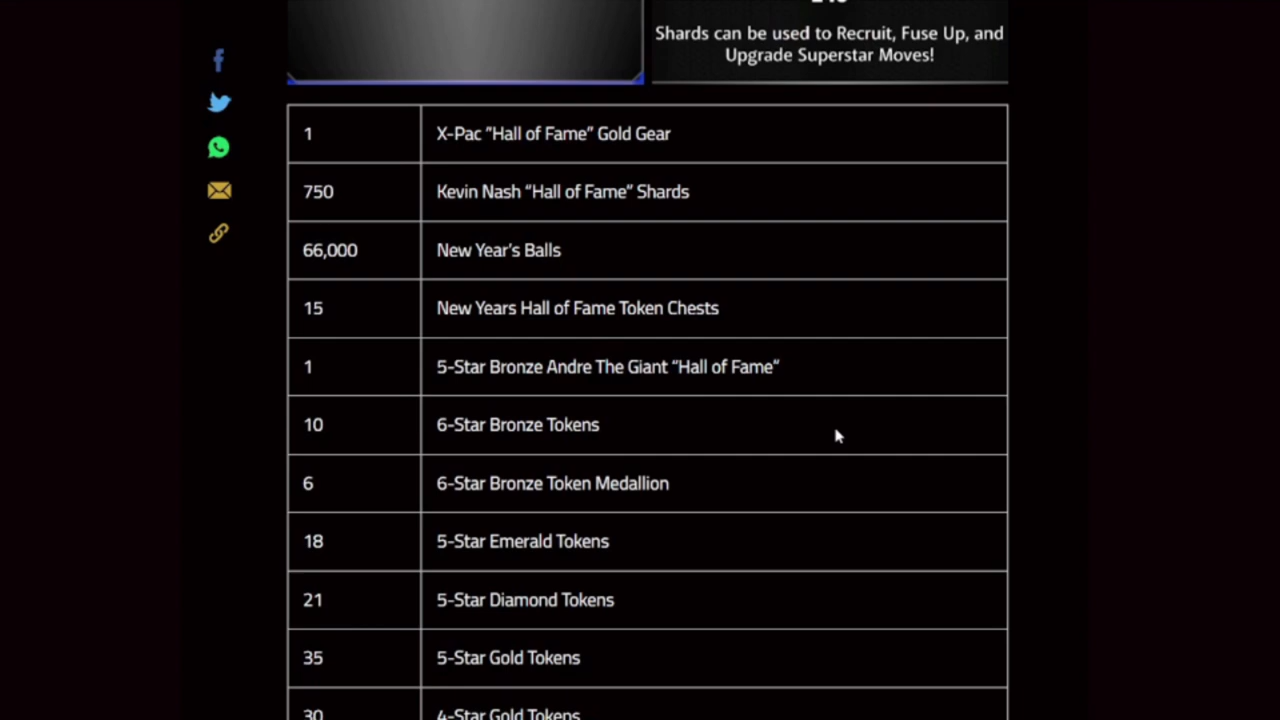 Shards can be used to Recruit, Fuse Up, and
Upgrade Superstar Moves!
1 X-Pac "Hall of Fame" Gold Gear
750 Kevin Nash “Hall of Fame” Shards
66,000 New Year’s Balls
15 New Years Hall of Fame Token Chests
1 5-Star Bronze Andre The Giant “Hall of Fame“
10 6-Star Bronze Tokens
6 6-Star Bronze Token Medallion
18 5-Star Emerald Tokens
21 5-Star Diamond Tokens
35 5-Star Gold Tokens
30 4-Star Gold Tokens